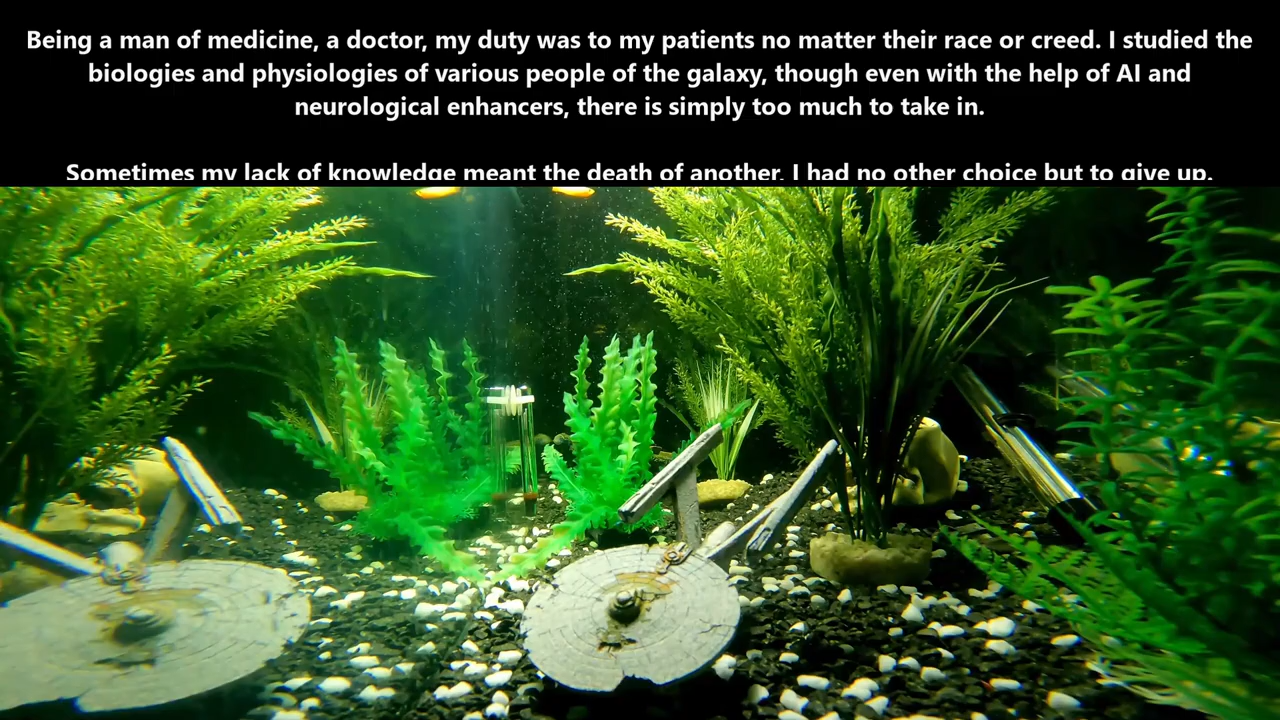 Being a man of medicine, a doctor, my duty was to my patients no matter their race or creed. I studied the
biologies and physiologies of various people of the galaxy, though even with the help of AI and
neurological enhancers, there is simply too much to take in.
Sometimes my lack of knowledge meant the death of another. I had no other choice but to give up.